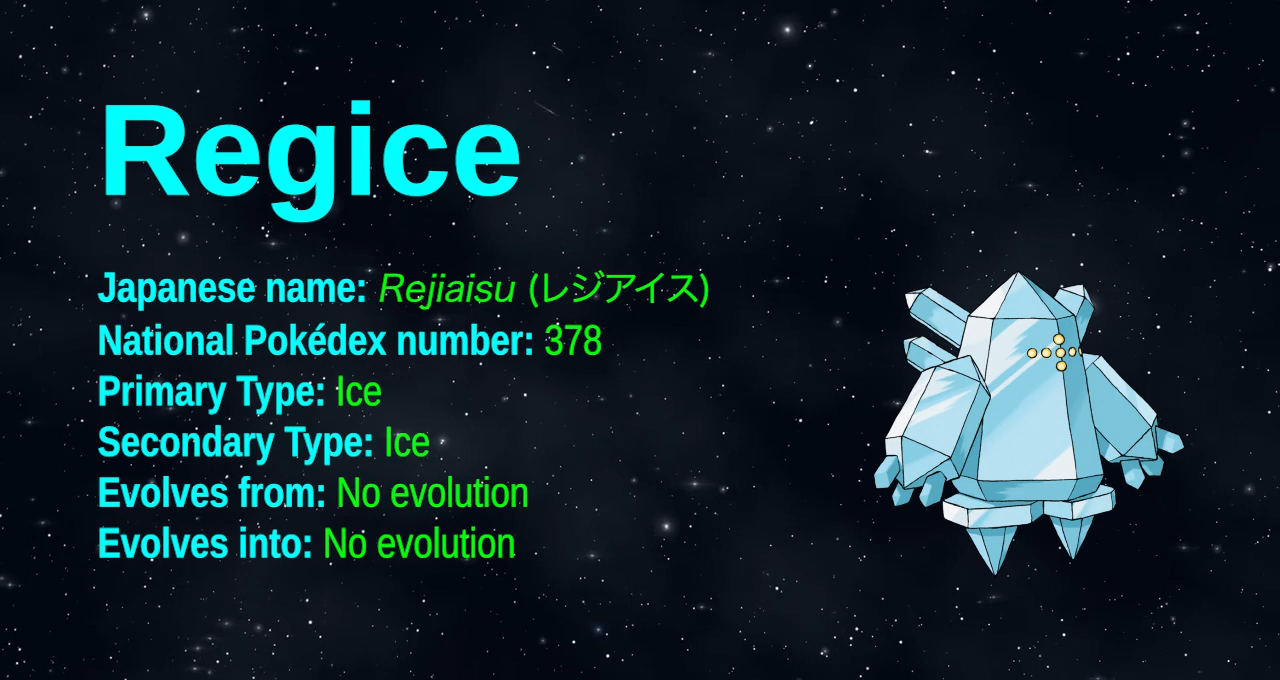 Regice
Japanese name: Rejiaisu (レジアイス)
National Pokédex number: 378
Primary Type: Ice
Secondary Type: Ice
Evolves from: No evolution
Evolves into: No evolution